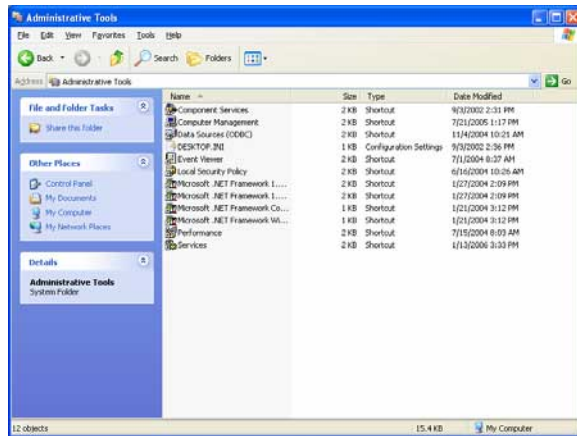 Administrative Tools
File Edit View Favorites Tools Help
Back Search Folders
Address Administrative Tools Go
File and Folder Tasks
Share this folder
Other Places
Control Panel
My Documents
My Computer
My Network Places
Details
Administrative Tools
System Folder
Name Size Type Date Modified
Component Services 2 KB Shortcut 9/3/2002 2:31 PM
Computer Management 2 KB Shortcut 7/21/2005 1:17 PM
Data Sources (ODBC) 2 KB Shortcut 11/4/2004 10:21 AM
DESKTOP.INI 1 KB Configuration Settings 9/3/2002 2:36 PM
Event Viewer 2 KB Shortcut 7/1/2004 8:37 AM
Local Security Policy 2 KB Shortcut 6/16/2004 10:26 AM
Microsoft .NET Framework 1.... 2 KB Shortcut 1/27/2004 2:09 PM
Microsoft .NET Framework 1.... 2 KB Shortcut 1/27/2004 2:09 PM
Microsoft .NET Framework Co... 1 KB Shortcut 1/21/2004 3:12 PM
Microsoft .NET Framework Wi... 1 KB Shortcut 1/21/2004 3:12 PM
Performance 2 KB Shortcut 7/15/2004 8:03 AM
Services 2 KB Shortcut 1/13/2006 3:33 PM
12 objects 15.4 KB My Computer